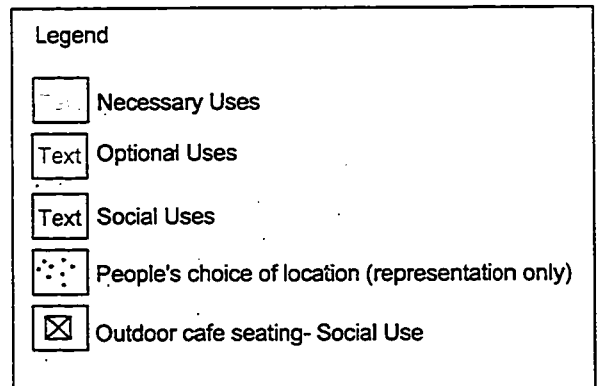 Legend
Necessary Uses
Text Optional Uses
Text Social Uses
People's choice of location (representation only)
Outdoor cafe seating- Social Use